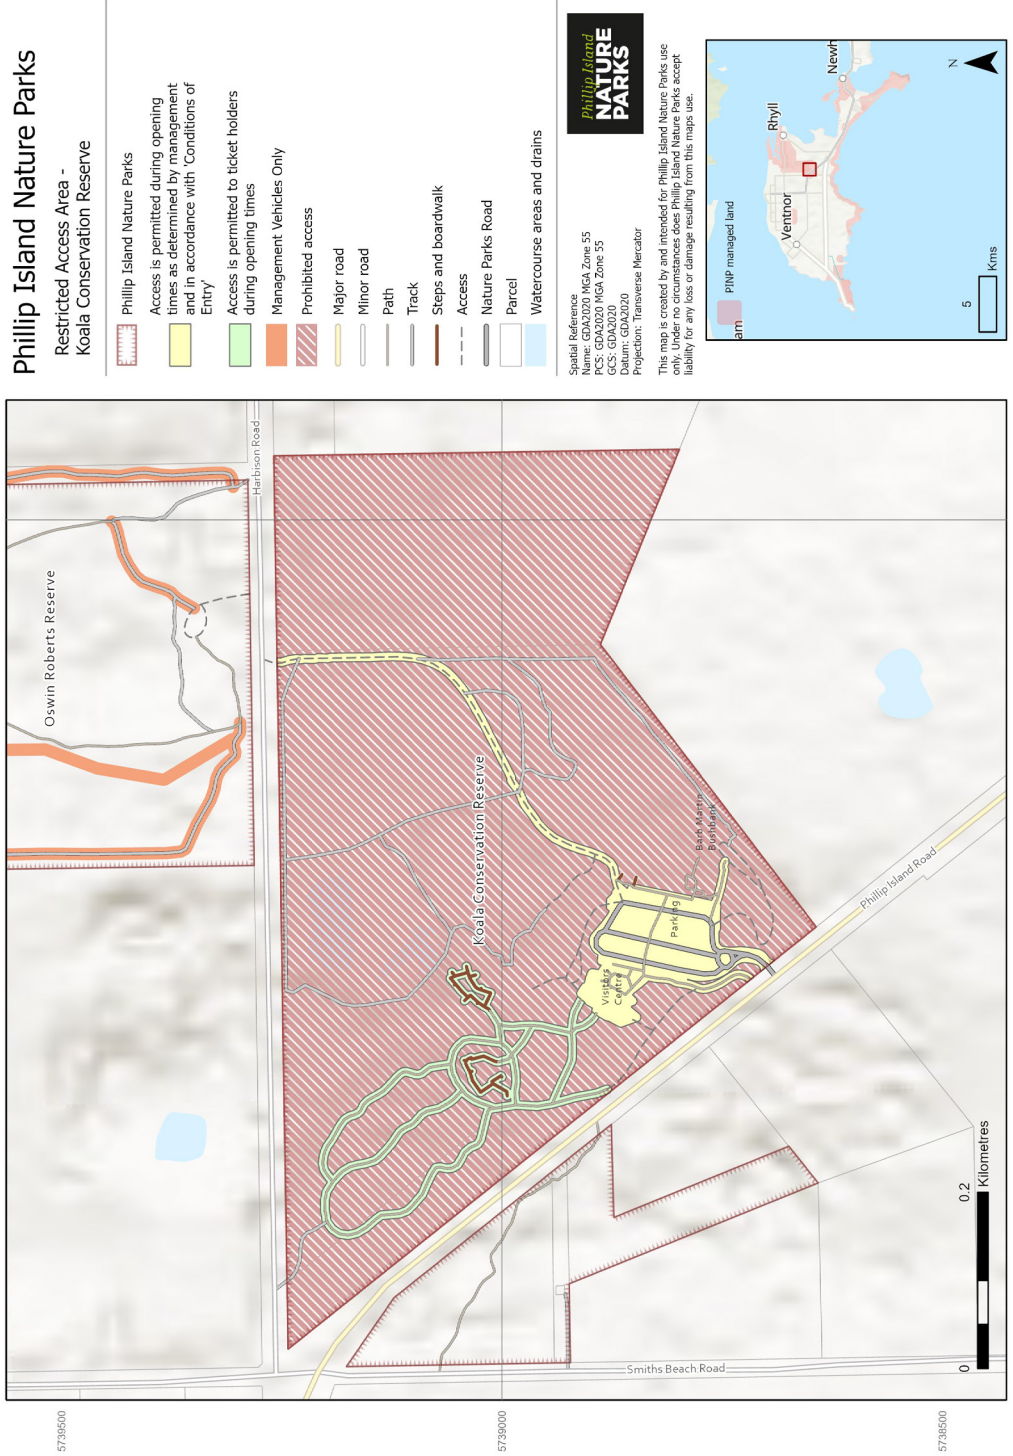 Phillip Island Nature Parks
Restricted Access Area -
Koala Conservation Reserve
Phillip Island Nature Parks
Access is permitted during opening
times as determined by management
and in accordance with 'Conditions of
Entry'
Access is permitted to ticket holders
during opening times
Management Vehicles Only
Prohibited access
Major road
Minor road
Path
Track
Steps and boardwalk
Access
Nature Parks Road
Parcel
Watercourse areas and drains
Phillip Island
NATURE
PARKS
Spatial Reference
Name: GDA2020 MGA Zone 55
PCS: GDA2020 MGA Zone 55
GCS: GDA2020
Datum: GDA2020
Projection: Transverse Mercator
This map is created by and intended for Phillip Island Nature Parks use
only. Under no circumstances does Phillip Island Nature Parks accept
liability for any loss or damage resulting from this maps use.
PINP managed land
am
Ventnor
Rhyll
Newh
N
5
Kms
Oswin Roberts Reserve
Harbison Road
Koala Conservation Reserve
Barb Martin
Bushbank
Parking
Visitors
Centre
Phillip Island Road
Smiths Beach Road
0
0.2
Kilometres
5739500
5739000
5738500